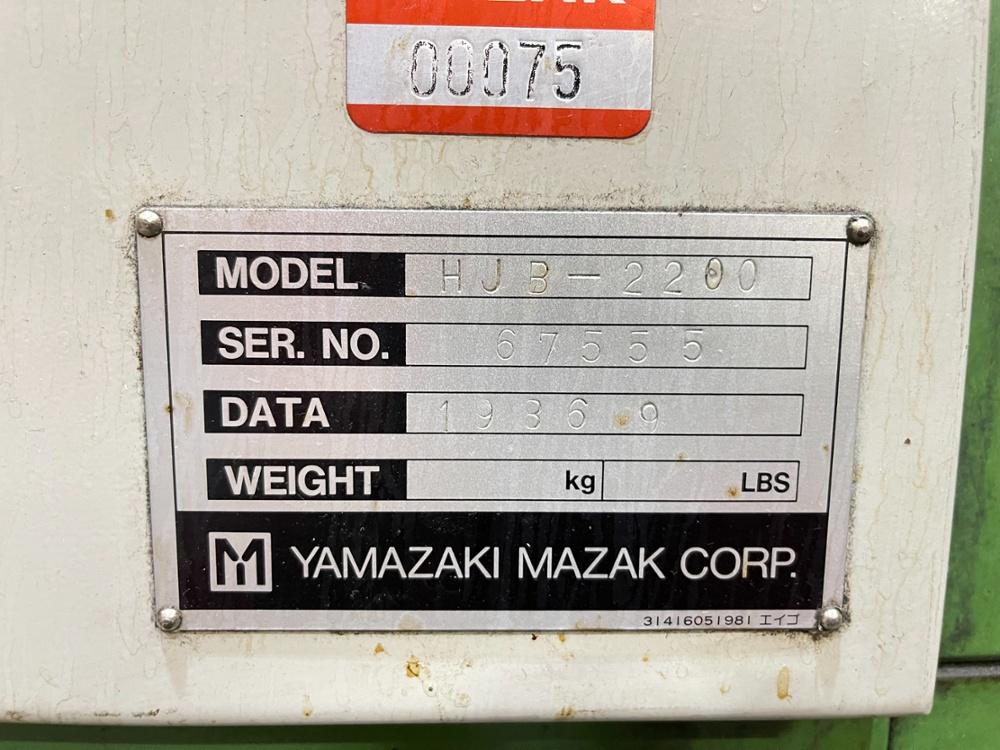 00075
MODEL HJB-2200
SER. NO. 67555
DATA 1986.9
WEIGHT kg LBS
YAMAZAKI MAZAK CORP.
31416051981 エイゴ